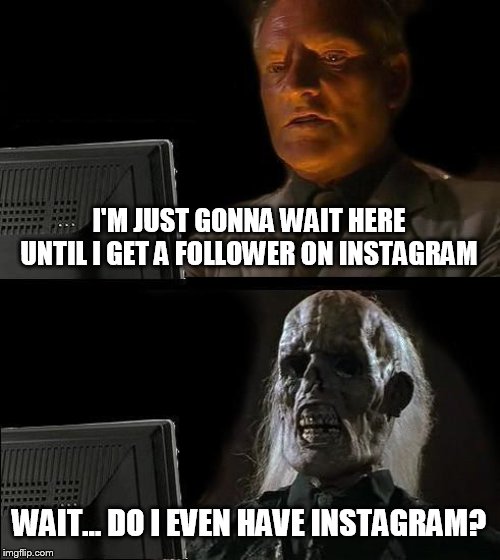 I'M JUST GONNA WAIT HERE
UNTIL I GET A FOLLOWER ON INSTAGRAM
WAIT... DO I EVEN HAVE INSTAGRAM?
imgflip.com